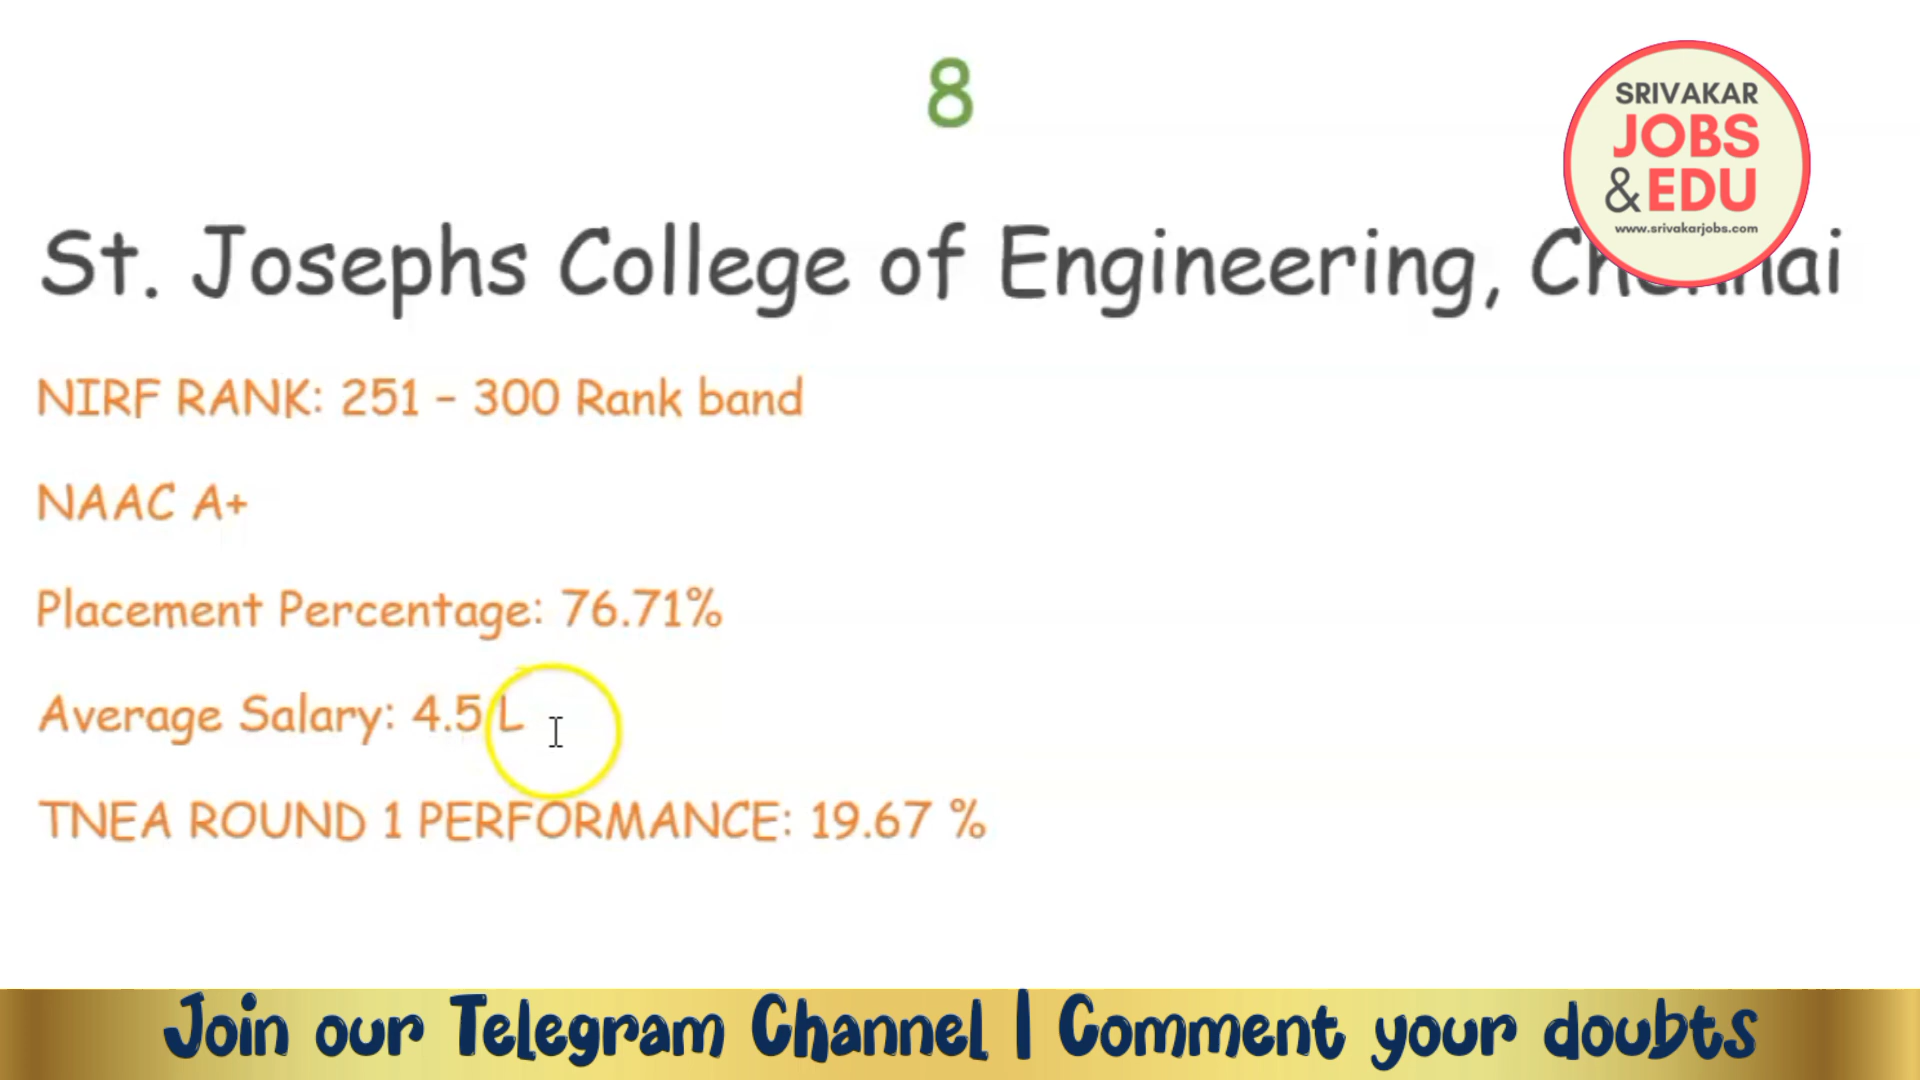 8
SRIVAKAR
JOBS
&EDU
www.srivakarjobs.com
St. Josephs College of Engineering,
NIRF RANK: 251 - 300 Rank band
NAAC A+
Placement Percentage: 76.71%
Average Salary: 4.5 L
TNEA ROUND 1 PERFORMANCE: 19.67 %
Join our Telegram Channel | Comment your doubts